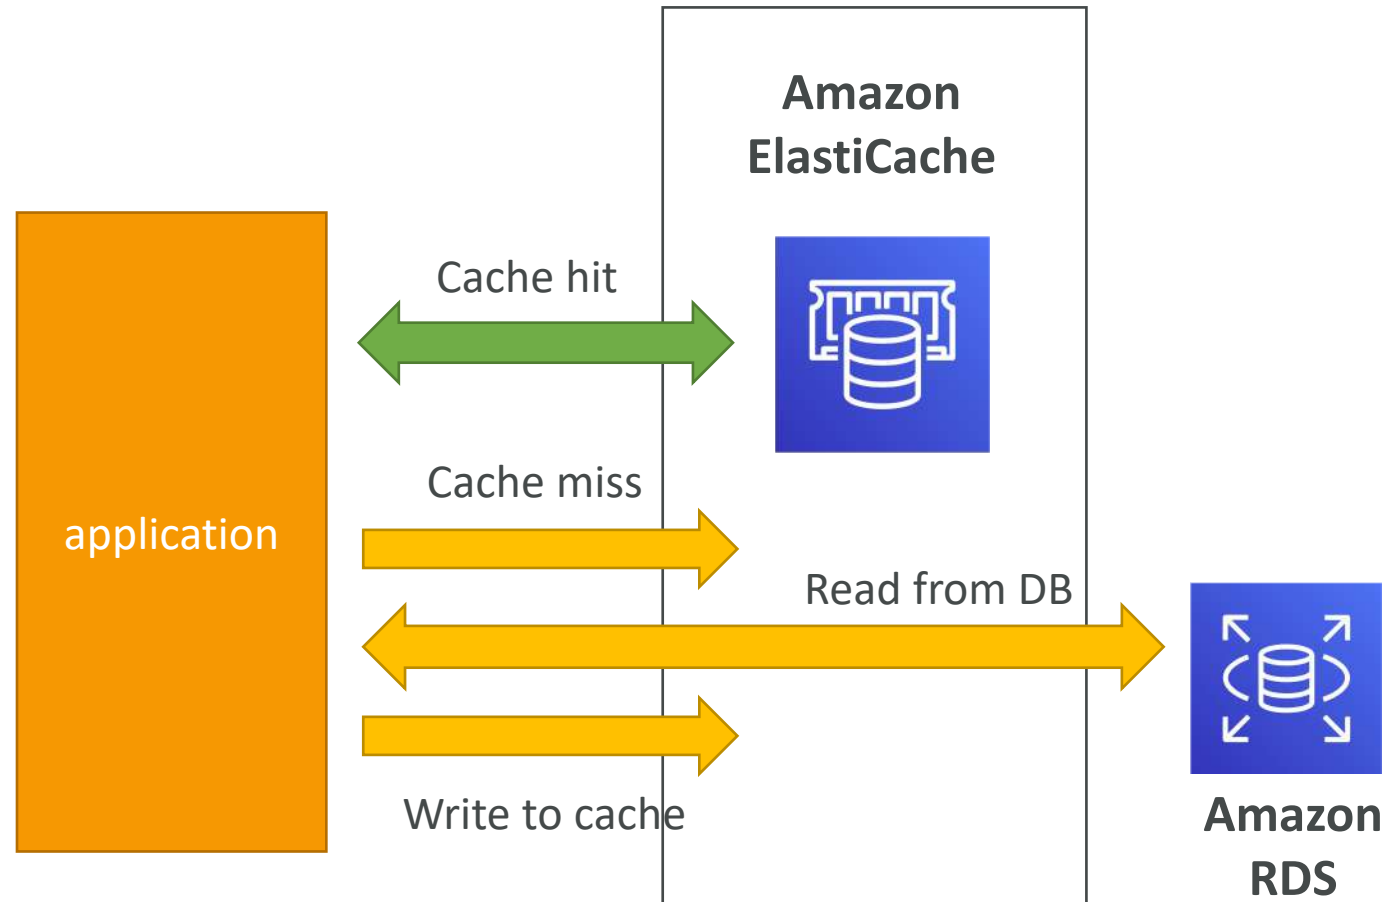 Amazon
ElastiCache
Cache hit
Cache miss
application
Read from DB
Write to cache
Amazon
RDS